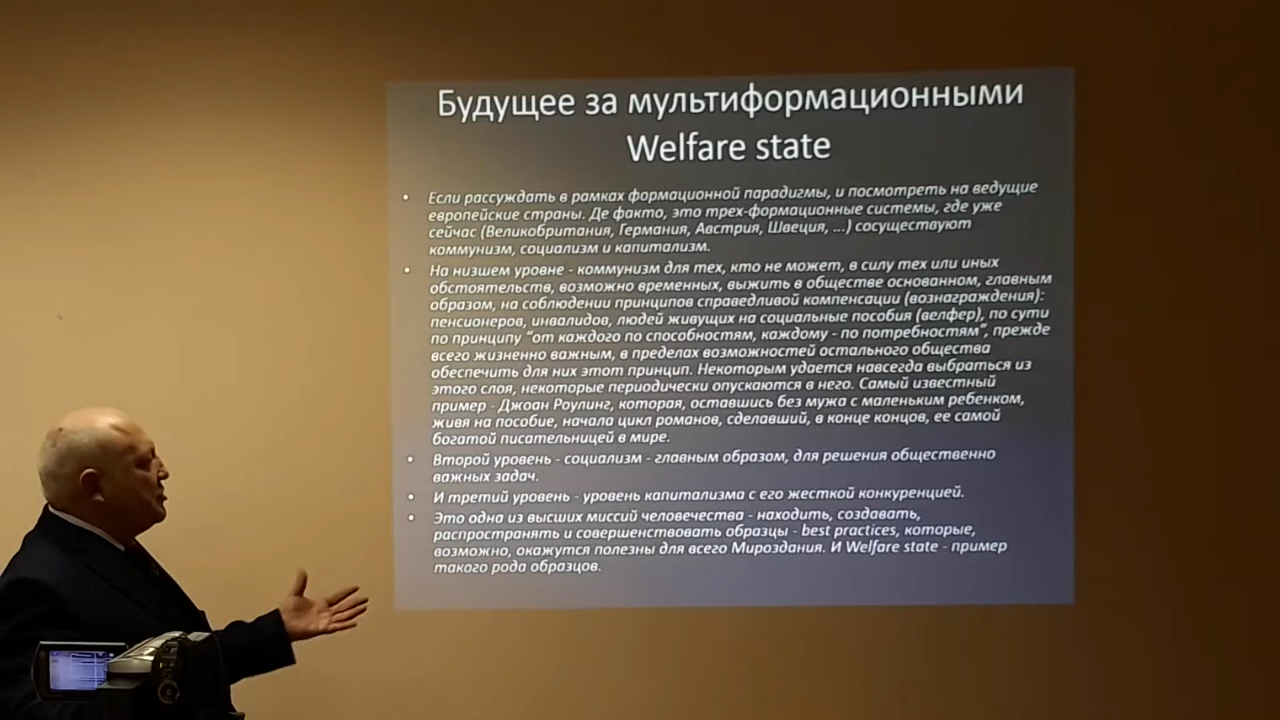 Будущее за мультиформационными
Welfare state
• Если рассуждать в рамках формационной парадигмы, и посмотреть на ведущие
европейские страны. Де факто, это трех-формационные системы, где уже
сейчас (Великобритания, Германия, Австрия, Швеция, ...) сосуществуют
коммунизм, социализм и капитализм.
• На низшем уровне - коммунизм для тех, кто не может, в силу тех или иных
обстоятельств, возможно временных, выжить в обществе основанном, главным
образом, на соблюдении принципов справедливой компенсации (вознаграждения):
пенсионеров, инвалидов, людей живущих на социальные пособия (велфер), по сути
по принципу "от каждого по способностям, каждому - по потребностям", прежде
всего жизненно важным, в пределах возможностей остального общества
обеспечить для них этот принцип. Некоторым удается навсегда выбраться из
этого слоя, некоторые периодически опускаются в него. Самый известный
пример - Джоан Роулинг, которая, оставшись без мужа с маленьким ребенком,
живя на пособие, начала цикл романов, сделавший, в конце концов, ее самой
богатой писательницей в мире.
• Второй уровень - социализм - главным образом, для решения общественно
важных задач.
• И третий уровень - уровень капитализма с его жесткой конкуренцией.
• Это одна из высших миссий человечества - находить, создавать,
распространять и совершенствовать образцы - best practices, которые,
возможно, окажутся полезны для всего Мироздания. И Welfare state - пример
такого рода образцов.